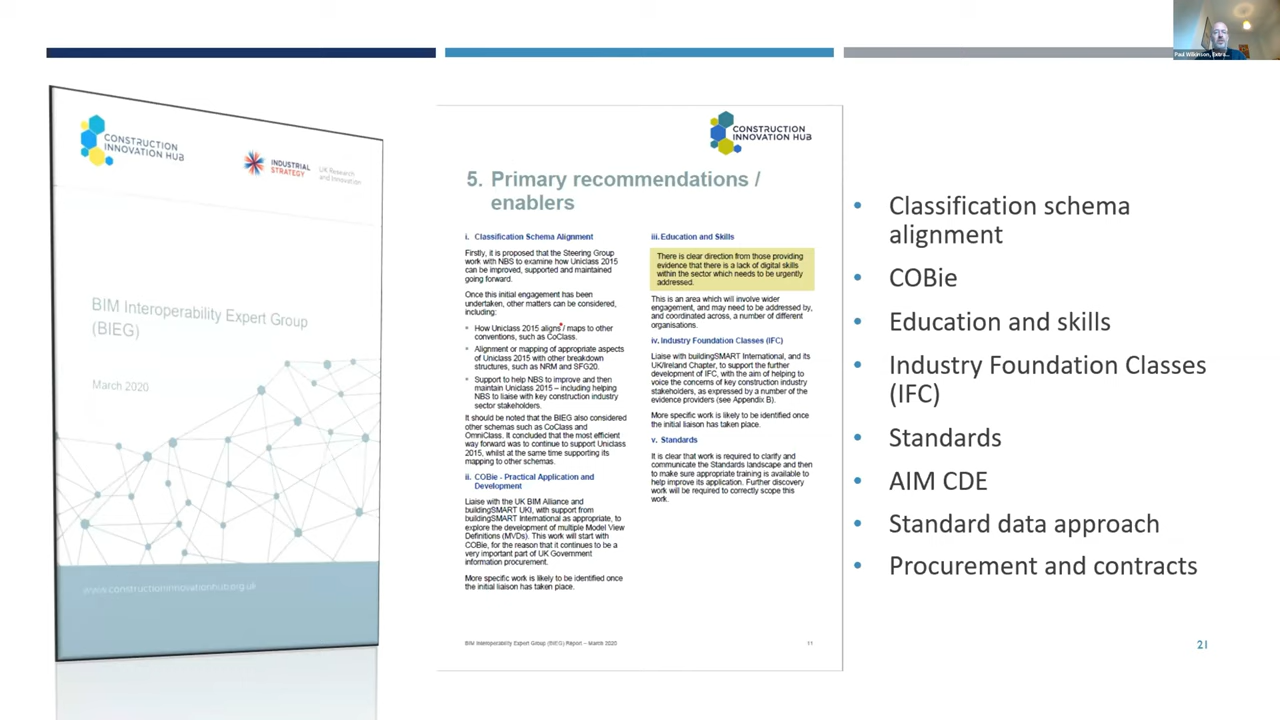 CONSTRUCTION
INNOVATION HUB
INDUSTRIAL
STRATEGY
UK Research
and Innovation
BIM Interoperability Expert Group
(BIEG)
March 2020
www.constructioninnovationhub.org.uk
CONSTRUCTION
INNOVATION HUB
5. Primary recommendations /
enablers
i. Classification Schema Alignment
Firstly, it is proposed that the Steering Group
work with NBS to examine how Uniclass 2015
can be improved, supported and maintained
going forward.
Once this initial engagement has been
undertaken, other matters can be considered,
including:
• How Uniclass 2015 aligns / maps to other
conventions, such as CoClass.
• Alignment or mapping of appropriate aspects
of Uniclass 2015 with other breakdown
structures, such as NRM and SFG20.
• Support to help NBS to improve and then
maintain Uniclass 2015 – including helping
NBS to liaise with key construction industry
sector stakeholders.
It should be noted that the BIEG also considered
other schemas such as CoClass and
OmniClass. It concluded that the most efficient
way forward was to continue to support Uniclass
2015, whilst at the same time supporting its
mapping to other schemas.
ii. COBie - Practical Application and
Development
Liaise with the UK BIM Alliance and
buildingSMART UKI, with support from
buildingSMART International as appropriate, to
explore the development of multiple Model View
Definitions (MVDs). This work will start with
COBie, for the reason that it continues to be a
very important part of UK Government
information procurement.
More specific work is likely to be identified once
the initial liaison has taken place.
iii. Education and Skills
There is clear direction from those providing
evidence that there is a lack of digital skills
within the sector which needs to be urgently
addressed.
This is an area which will involve wider
engagement, and may need to be addressed by,
and coordinated across, a number of different
organisations.
iv. Industry Foundation Classes (IFC)
Liaise with buildingSMART International, and its
UK/Ireland Chapter, to support the further
development of IFC, with the aim of helping to
voice the concerns of key construction industry
stakeholders, as expressed by a number of the
evidence providers (see Appendix B).
More specific work is likely to be identified once
the initial liaison has taken place.
v. Standards
It is clear that work is required to clarify and
communicate the Standards landscape and then
to make sure appropriate training is available to
help improve its application. Further discovery
work will be required to correctly scope this
work.
BIM Interoperability Expert Group (BIEG) Report – March 2020
11
• Classification schema
alignment
• COBie
• Education and skills
• Industry Foundation Classes
(IFC)
• Standards
• AIM CDE
• Standard data approach
• Procurement and contracts
21
Paul Wilkinson,